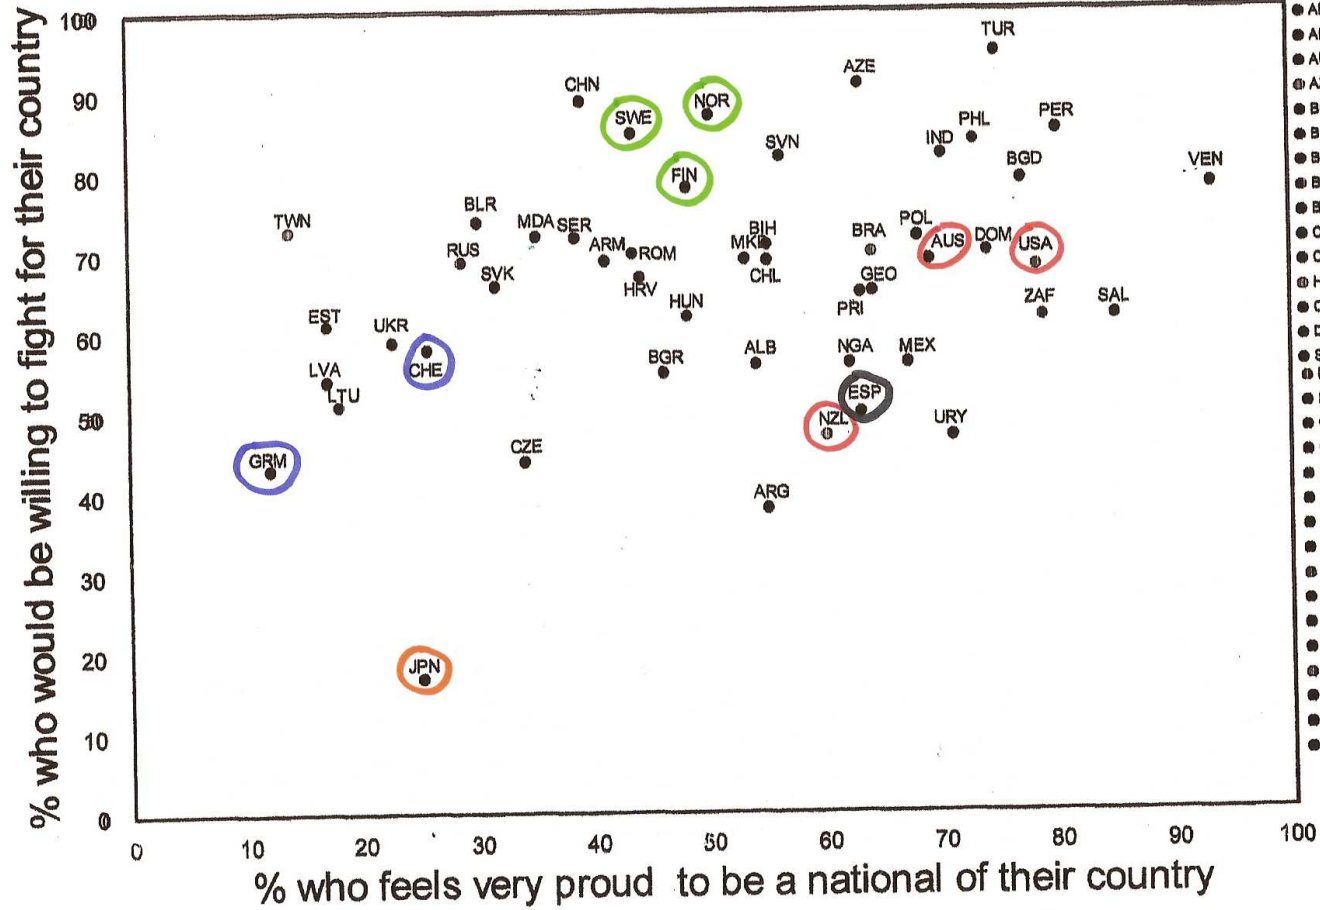 % who would be willing to fight for their country
100
90
80
70
60
50
40
30
20
10
0
TUR
AZE
CHN
NOR
SWE
PER
PHL
IND
SVN
BGD
VEN
FIN
BLR
TWN
MDA
SER
BIH
POL
BRA
AUS
DOM
USA
RUS
ARM
ROM
CHL
SVK
HRV
GEO
HUN
PRI
ZAF
SAL
EST
UKR
CHE
BGR
ALB
NGA
MEX
LVA
LTU
ESP
NZL
URY
GRM
CZE
ARG
JPN
0 10 20 30 40 50 60 70 80 90 100
% who feels very proud to be a national of their country